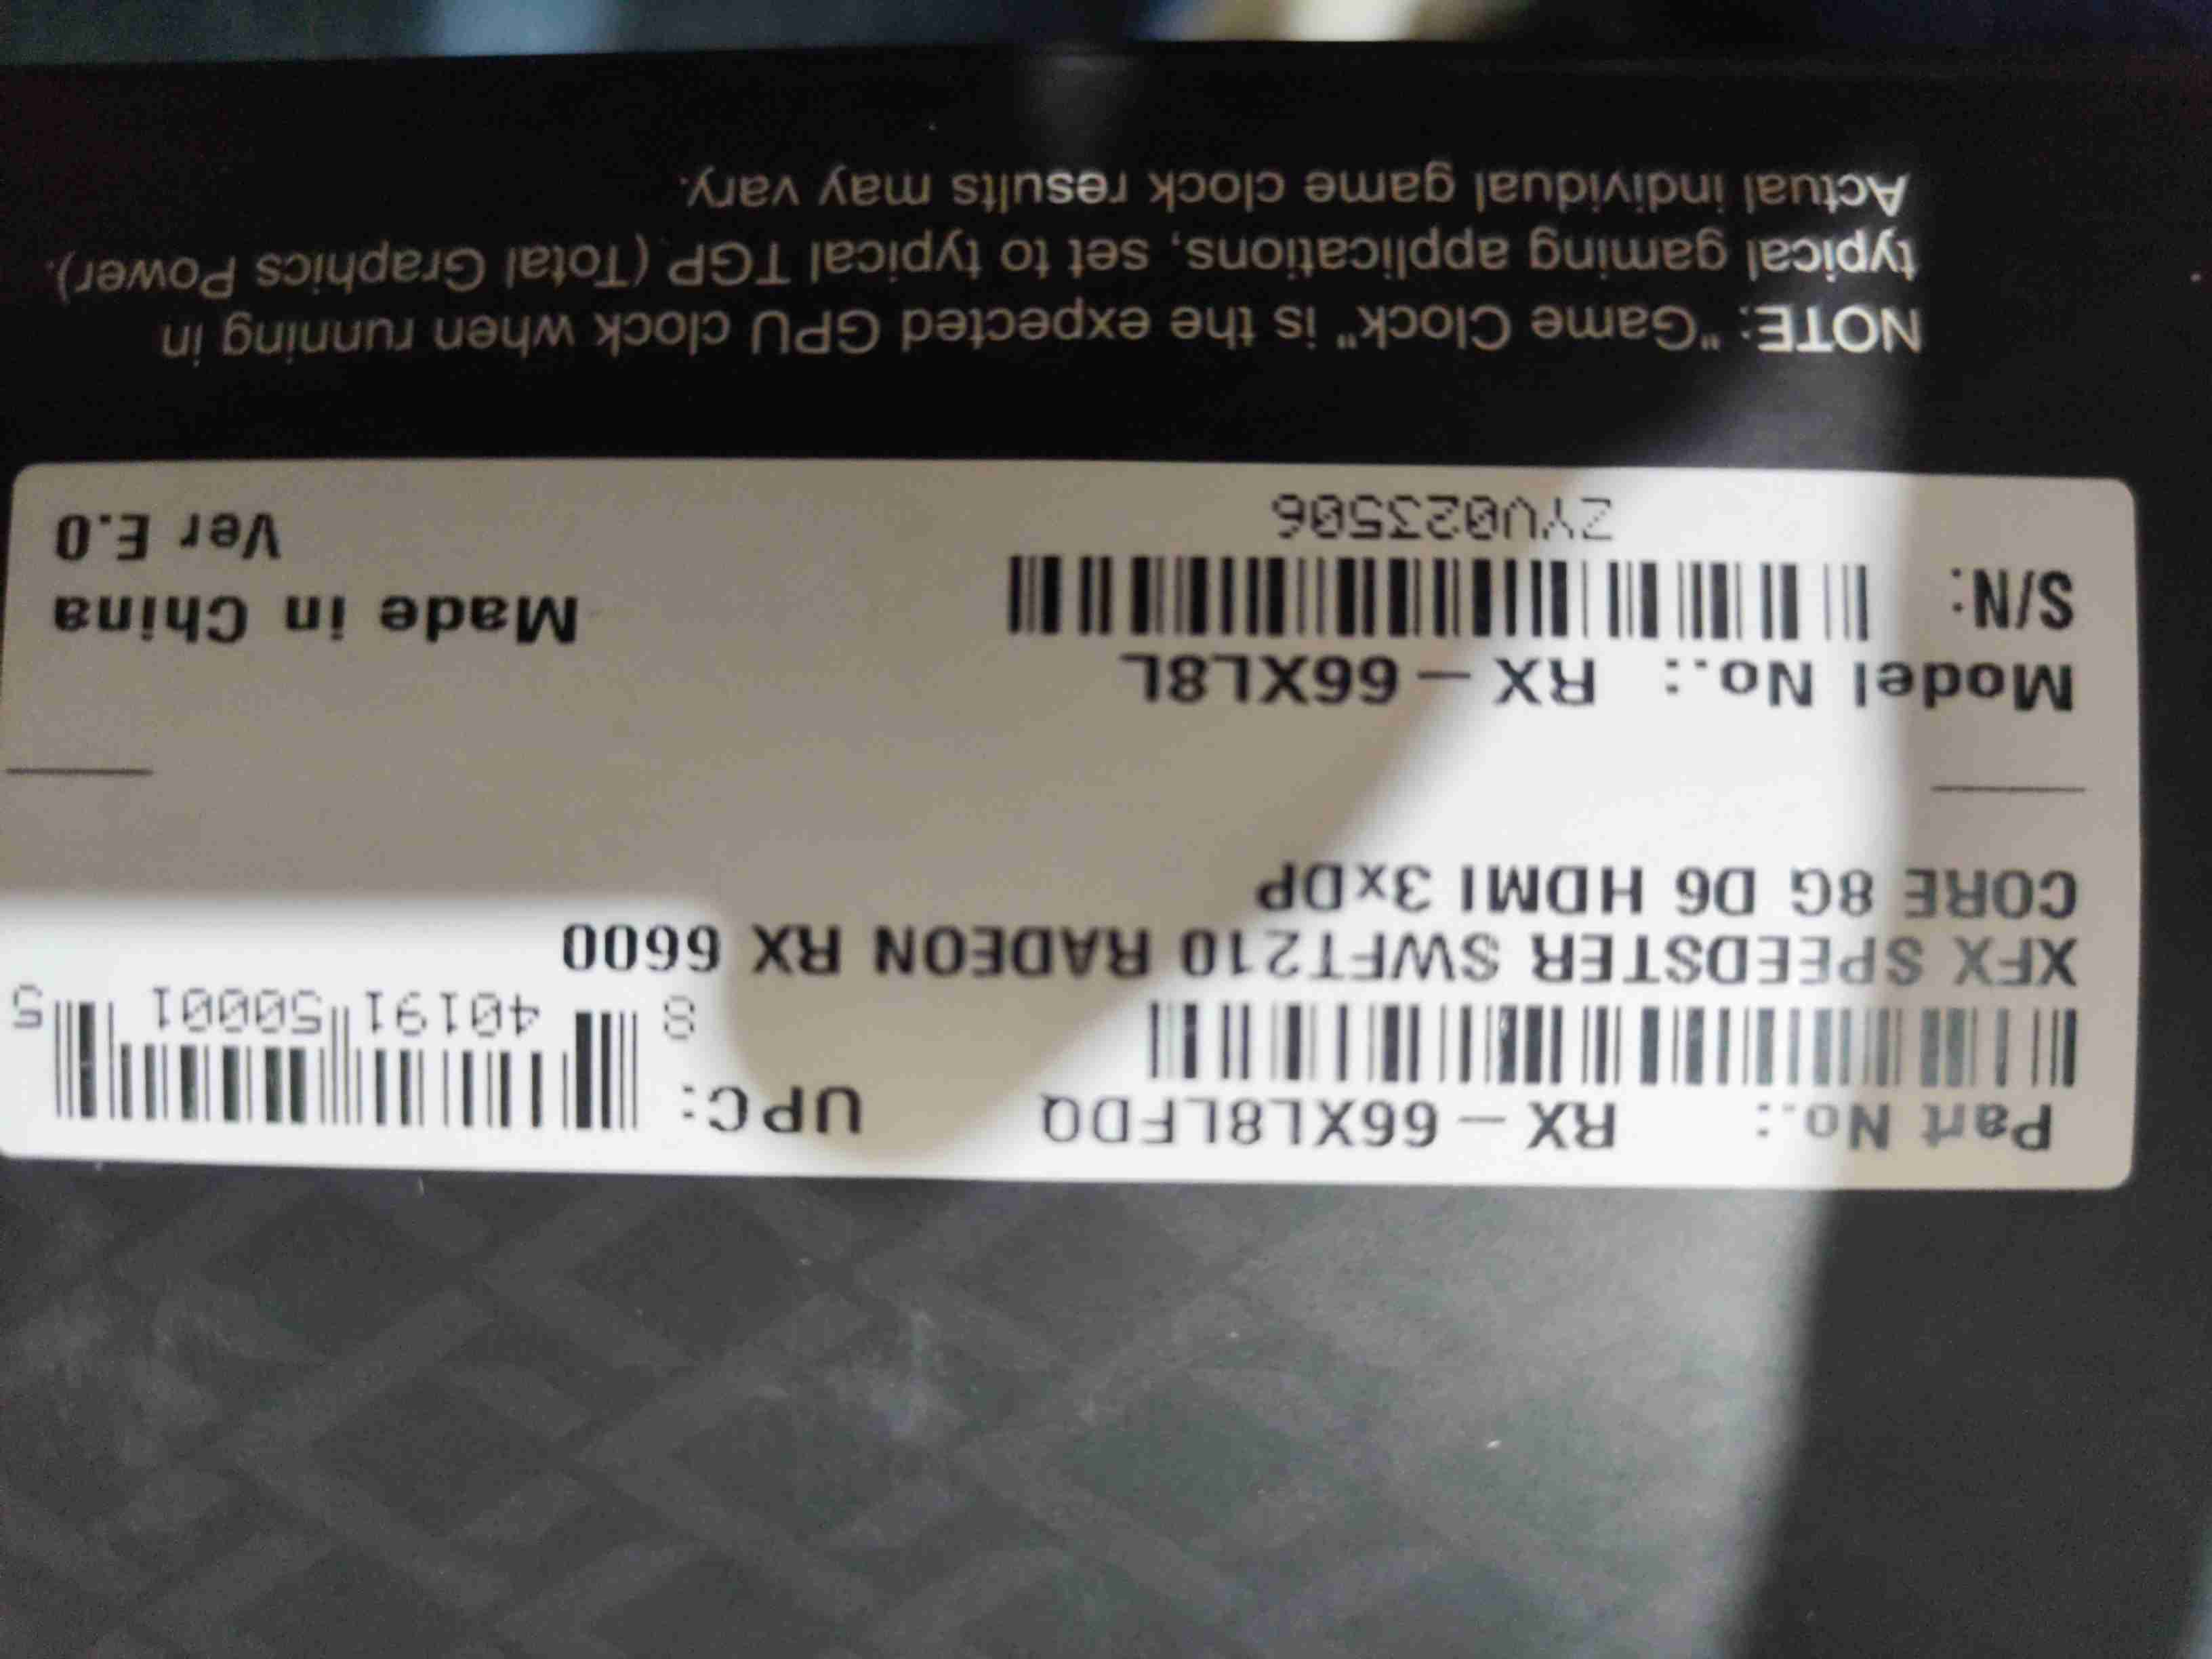 Part No.: RX-66XL8LFDQ
UPC:
8 40191 50001 5
XFX SPEEDSTER SWFT210 RADEON RX 6600
CORE 8G D6 HDMI 3xDP
Model No.: RX-66XL8L
S/N:
ZYV023506
Made in China
Ver E.0
NOTE: "Game Clock" is the expected GPU clock when running in
typical gaming applications, set to typical TGP (Total Graphics Power).
Actual individual game clock results may vary.